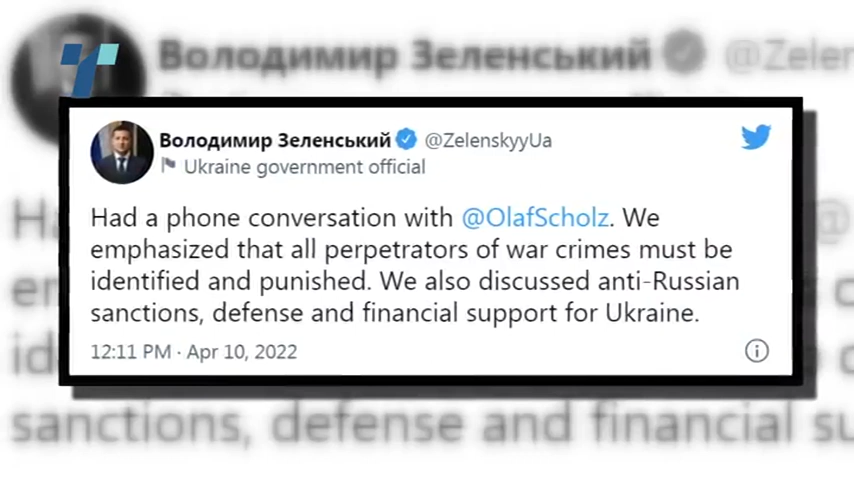 Володимир Зеленський @ZelenskyyUa
Ukraine government official
Had a phone conversation with @OlafScholz. We
emphasized that all perpetrators of war crimes must be
identified and punished. We also discussed anti-Russian
sanctions, defense and financial support for Ukraine.
12:11 PM · Apr 10, 2022